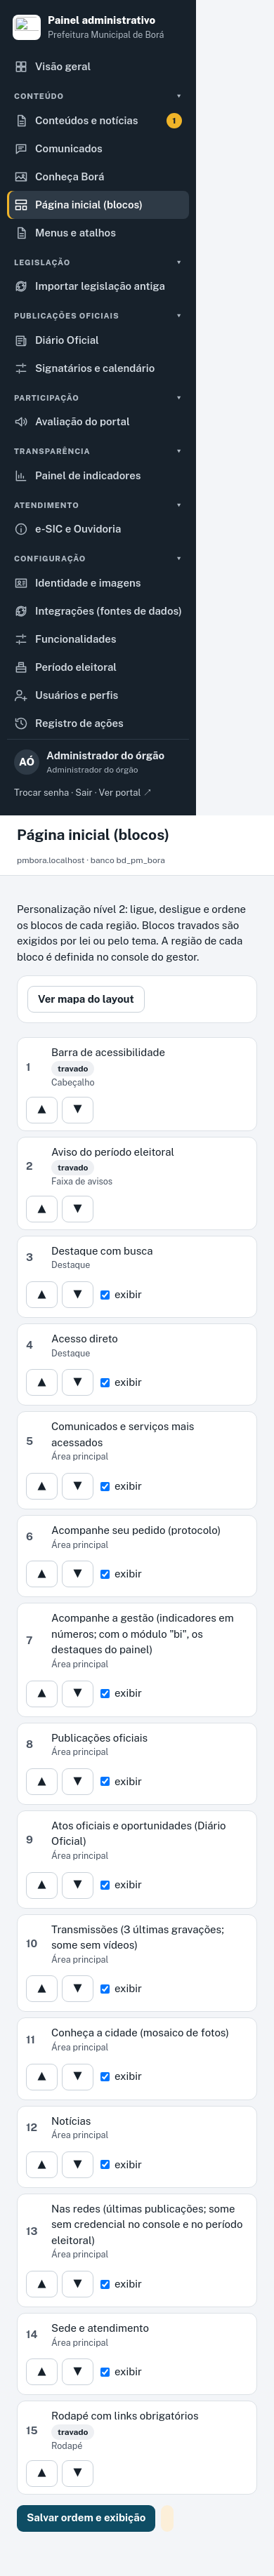 Painel administrativo
Prefeitura Municipal de Borá
Visão geral
CONTEÚDO ▾
Conteúdos e notícias 1
Comunicados
Conheça Borá
Página inicial (blocos)
Menus e atalhos
LEGISLAÇÃO ▾
Importar legislação antiga
PUBLICAÇÕES OFICIAIS ▾
Diário Oficial
Signatários e calendário
PARTICIPAÇÃO ▾
Avaliação do portal
TRANSPARÊNCIA ▾
Painel de indicadores
ATENDIMENTO ▾
e-SIC e Ouvidoria
CONFIGURAÇÃO ▾
Identidade e imagens
Integrações (fontes de dados)
Funcionalidades
Período eleitoral
Usuários e perfis
Registro de ações
AÓ
Administrador do órgão
Administrador do órgão
Trocar senha · Sair · Ver portal ↗
Página inicial (blocos)
pmbora.localhost · banco bd_pm_bora
Personalização nível 2: ligue, desligue e ordene
os blocos de cada região. Blocos travados são
exigidos por lei ou pelo tema. A região de cada
bloco é definida no console do gestor.
Ver mapa do layout
1
Barra de acessibilidade
travado
Cabeçalho
▲ ▼
2
Aviso do período eleitoral
travado
Faixa de avisos
▲ ▼
3
Destaque com busca
Destaque
▲ ▼ exibir
4
Acesso direto
Destaque
▲ ▼ exibir
5
Comunicados e serviços mais
acessados
Área principal
▲ ▼ exibir
6
Acompanhe seu pedido (protocolo)
Área principal
▲ ▼ exibir
7
Acompanhe a gestão (indicadores em
números; com o módulo "bi", os
destaques do painel)
Área principal
▲ ▼ exibir
8
Publicações oficiais
Área principal
▲ ▼ exibir
9
Atos oficiais e oportunidades (Diário
Oficial)
Área principal
▲ ▼ exibir
10
Transmissões (3 últimas gravações;
some sem vídeos)
Área principal
▲ ▼ exibir
11
Conheça a cidade (mosaico de fotos)
Área principal
▲ ▼ exibir
12
Notícias
Área principal
▲ ▼ exibir
13
Nas redes (últimas publicações; some
sem credencial no console e no período
eleitoral)
Área principal
▲ ▼ exibir
14
Sede e atendimento
Área principal
▲ ▼ exibir
15
Rodapé com links obrigatórios
travado
Rodapé
▲ ▼
Salvar ordem e exibição